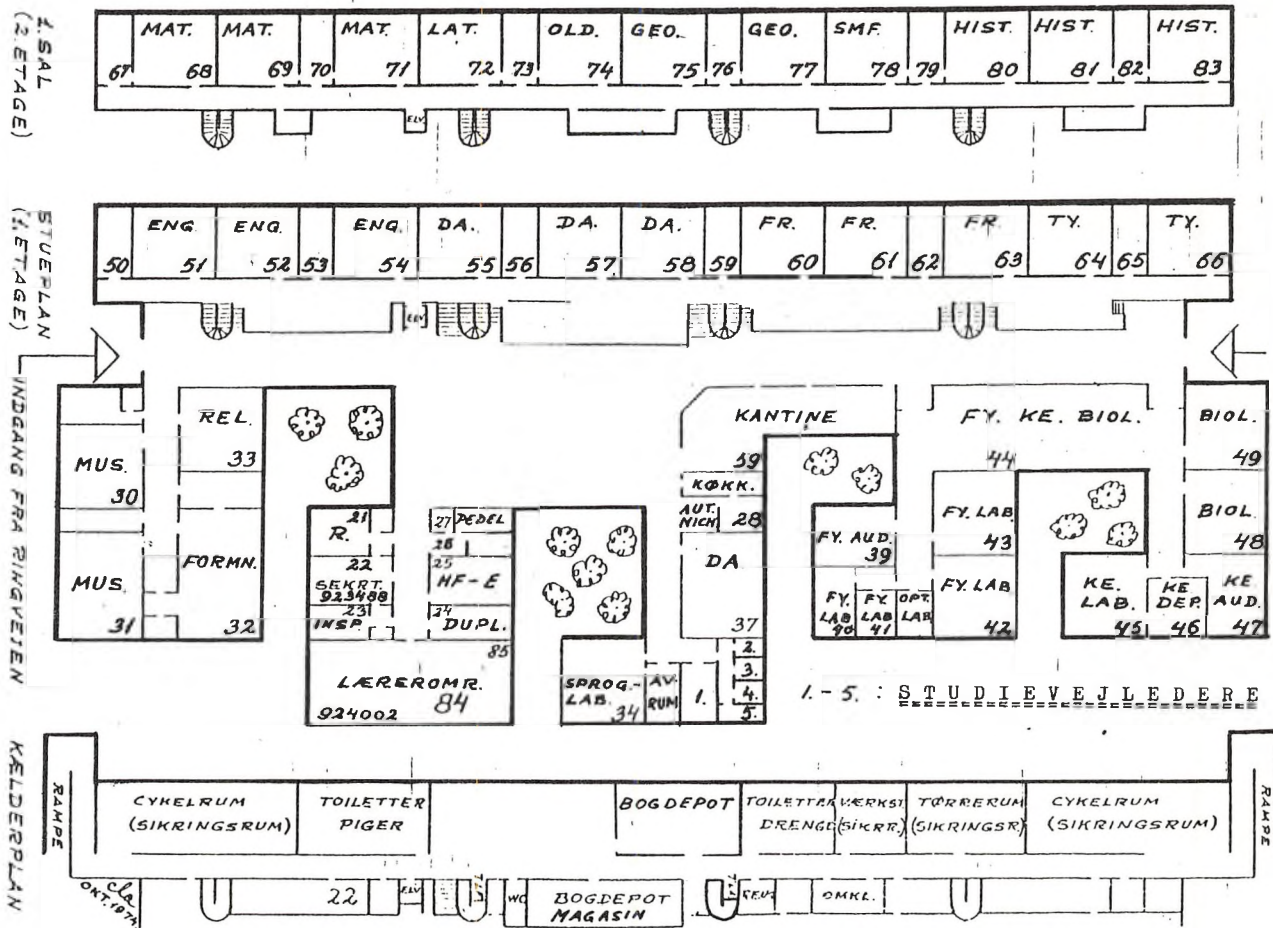 1. SAL
(2. ETAGE)
MAT. MAT. MAT. LAT. OLD. GEO. GEO. SMF. HIST. HIST. HIST.
67 68 69 70 71 72 73 74 75 76 77 78 79 80 81 82 83
ELV.
STUEPLAN
(1. ETAGE)
ENG. ENG. ENG. DA. DA. DA. FR. FR. FR. TY. TY.
50 51 52 53 54 55 56 57 58 59 60 61 62 63 64 65 66
ELV.
INDGANG FRA RINGVEJEN
MUS.
30
MUS.
31
REL.
33
FORMN.
32
21
R.
22
SEKRT.
923488
23
INSP.
27 PEDEL
26
25
HF-E
24
DUPL.
85
LÆREROMR.
84
924002
SPROG.-
LAB. 34
AV.
RUM
1.
2.
3.
4.
5.
KANTINE
59
KØKK.
AUT.
NICH.
28
DA
37
FY. AUD.
39
FY.
LAB
40
FY.
LAB
41
OPT.
LAB
FY. KE. BIOL.
44
FY. LAB
43
FY. LAB
42
KE.
LAB.
45
KE
DEP.
46
KE
AUD.
47
BIOL.
49
BIOL.
48
1.-5. : STUDIEVEJLEDERE
KÆLDERPLAN
RAMPE
CYKELRUM
(SIKRINGSRUM)
TOILETTER
PIGER
BOGDEPOT
TOILETTER
DRENGE
VÆRKST.
(SIKRR.)
TØRRERUM
(SIKRINGSR.)
CYKELRUM
(SIKRINGSRUM)
RAMPE
22
ELV
WC
BOGDEPOT
MAGASIN
OMKL.